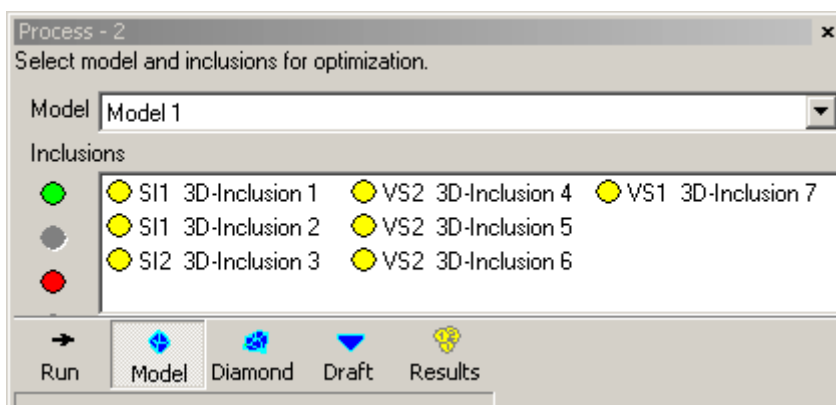 Process - 2
Select model and inclusions for optimization.
Model Model 1
Inclusions
SI1 3D-Inclusion 1 VS2 3D-Inclusion 4 VS1 3D-Inclusion 7
SI1 3D-Inclusion 2 VS2 3D-Inclusion 5
SI2 3D-Inclusion 3 VS2 3D-Inclusion 6
Run Model Diamond Draft Results